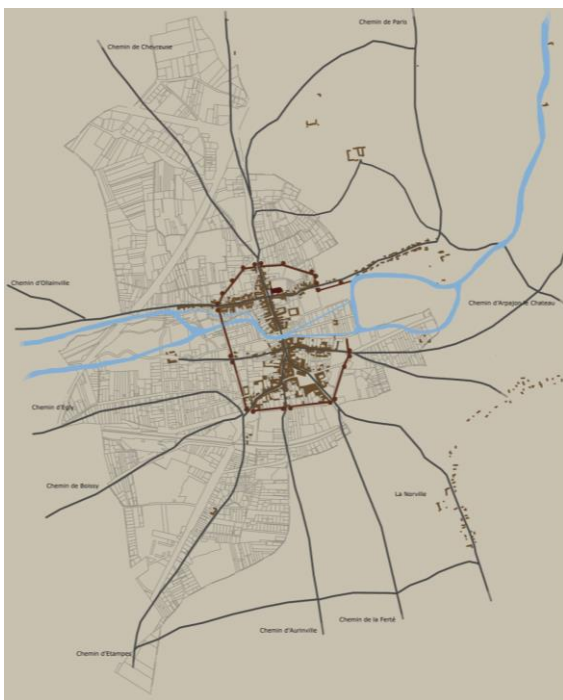 Chemin de Paris
Chemin de Chevreuse
Chemin d'Ollainville
Chemin d'Arpajon le Chateau
Chemin d'Egly
Chemin de Boissy
La Norville
Chemin de la Ferté
Chemin d'Aurinville
Chemin d'Etampes